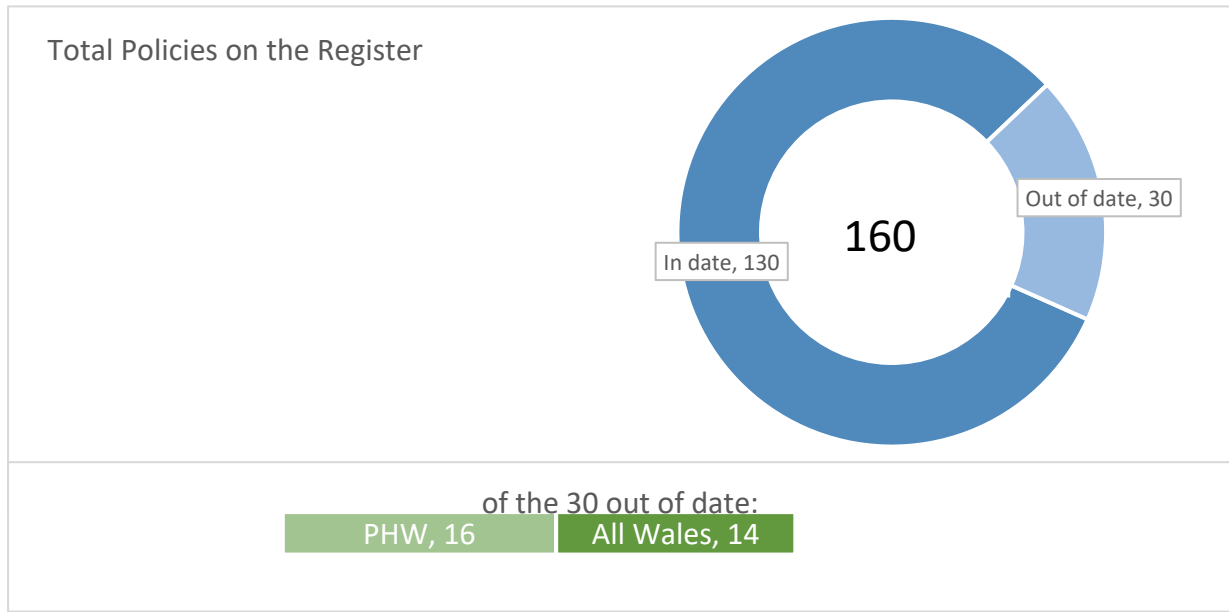 Total Policies on the Register
Out of date, 30
160
In date, 130
of the 30 out of date:
PHW, 16
All Wales, 14